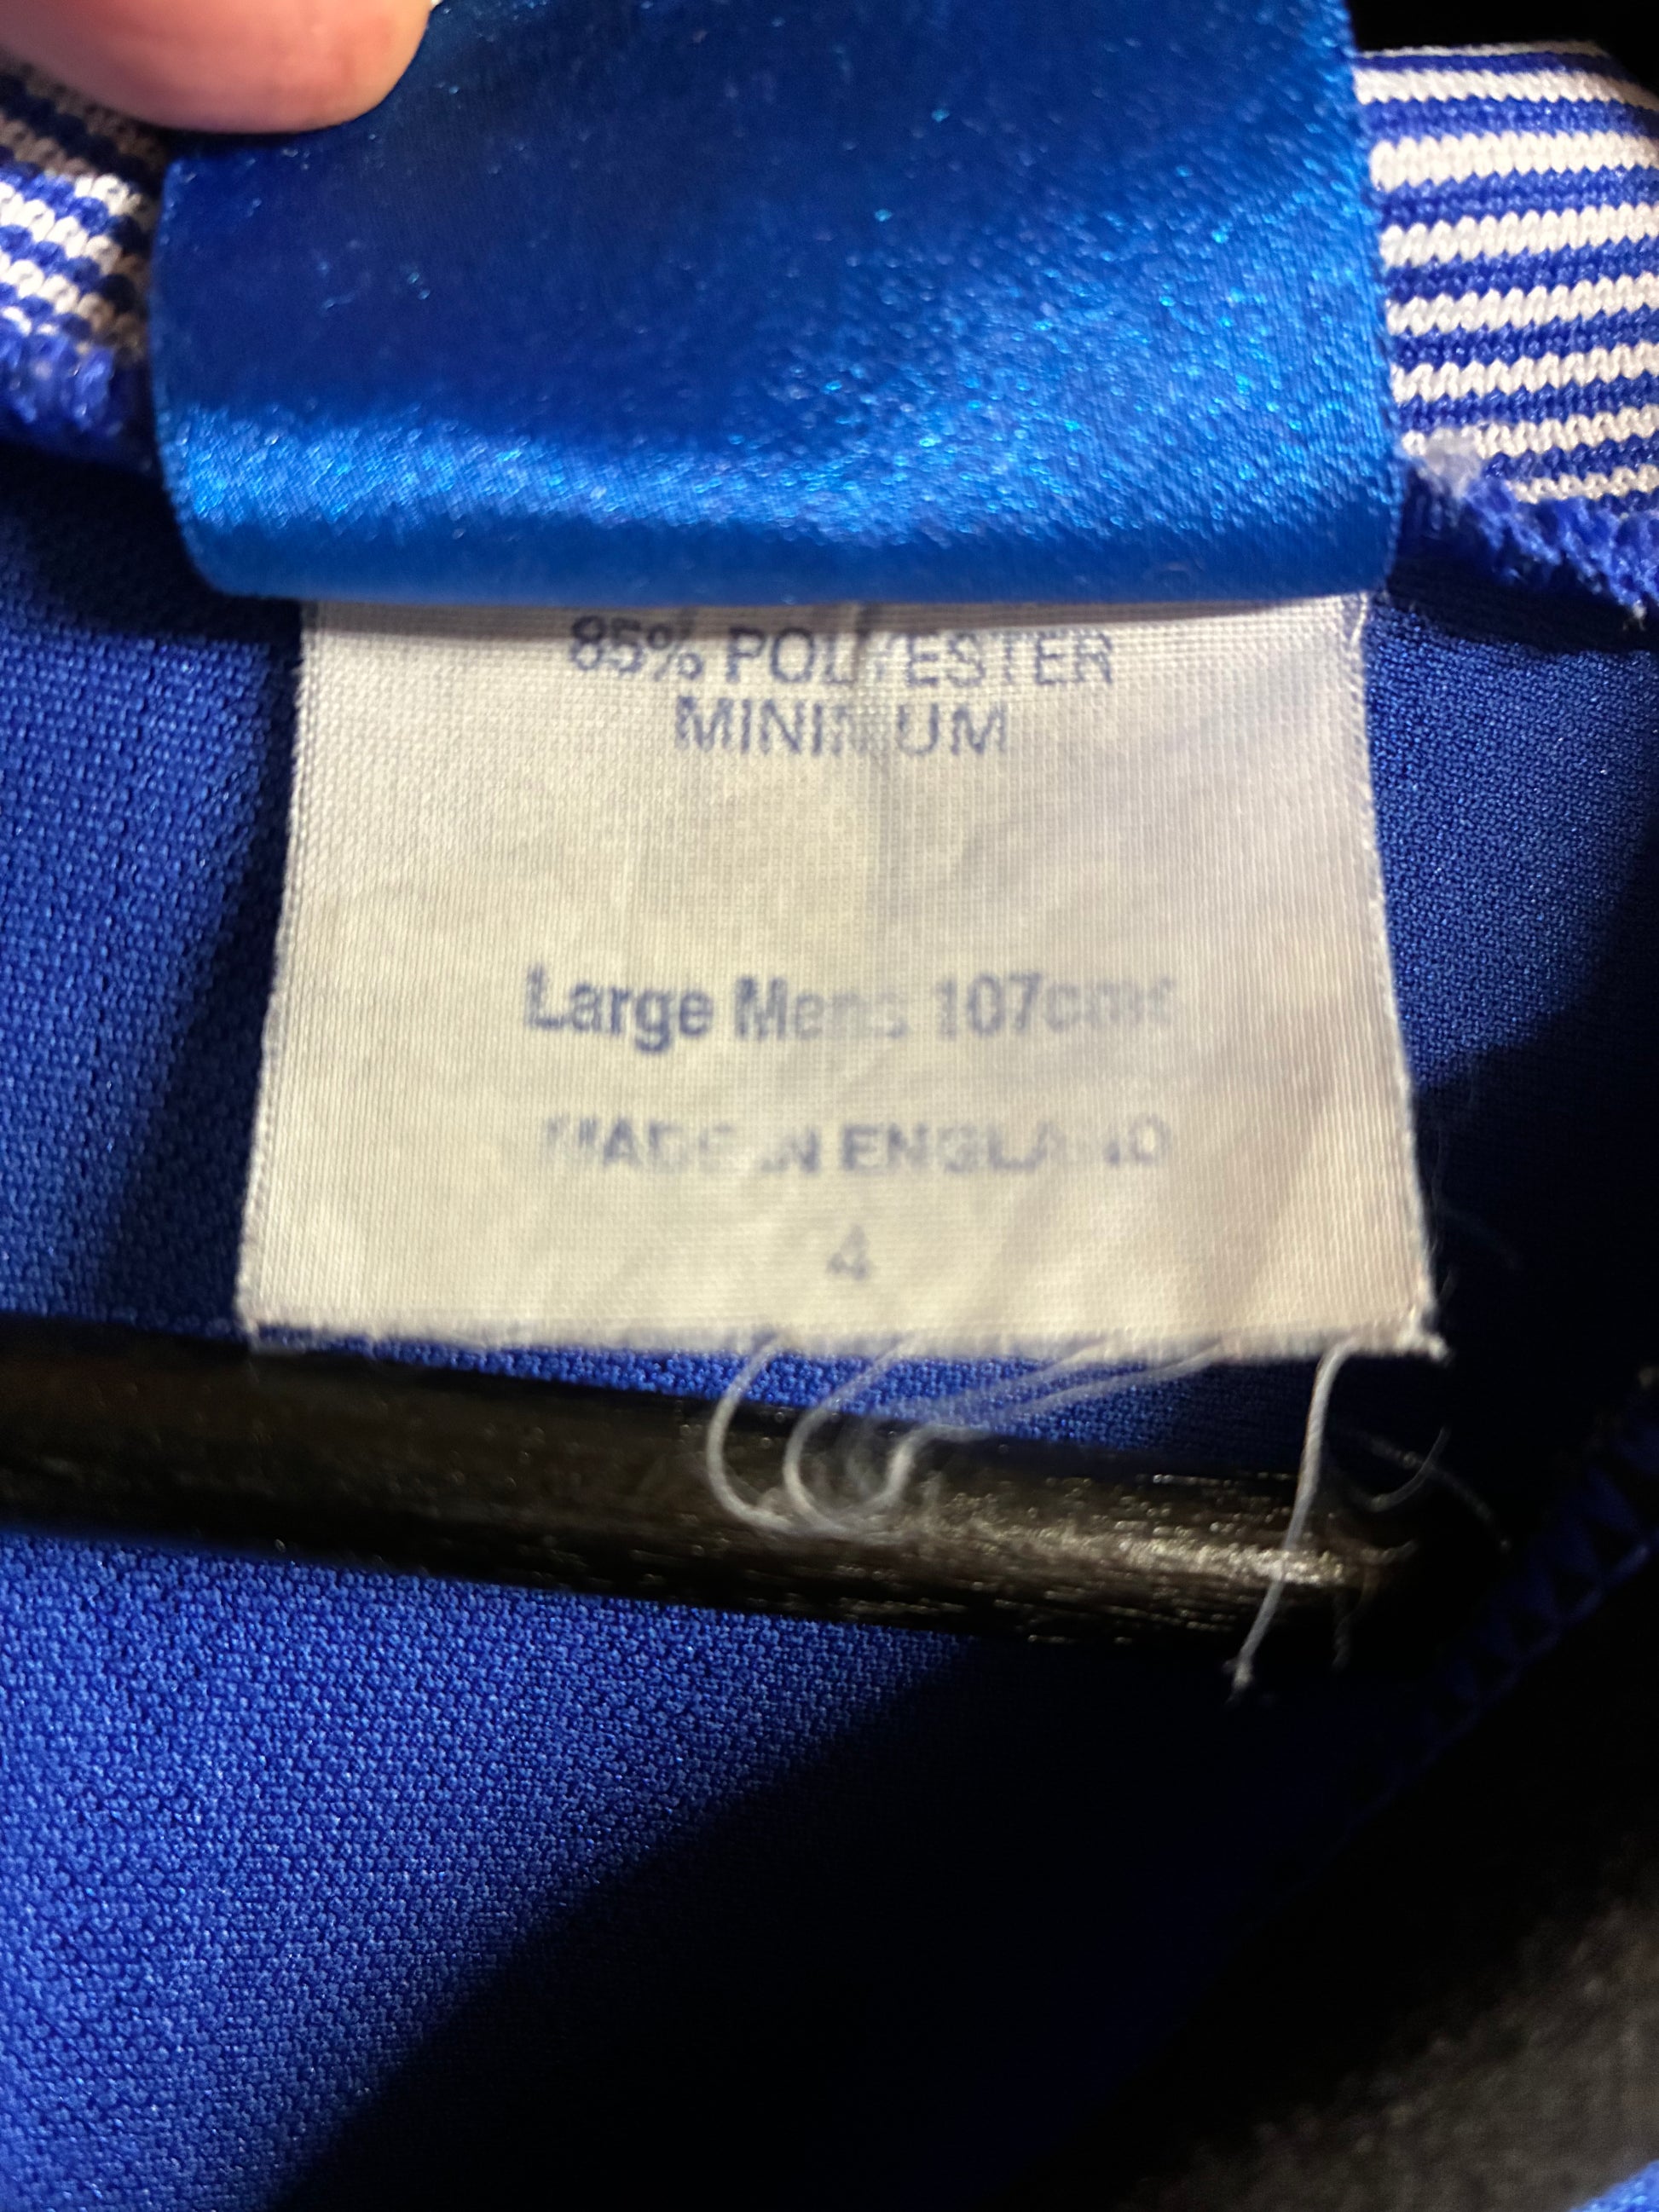 85% POLYESTER
MINIMUM
Large Mens 107cms
MADE IN ENGLAND
4